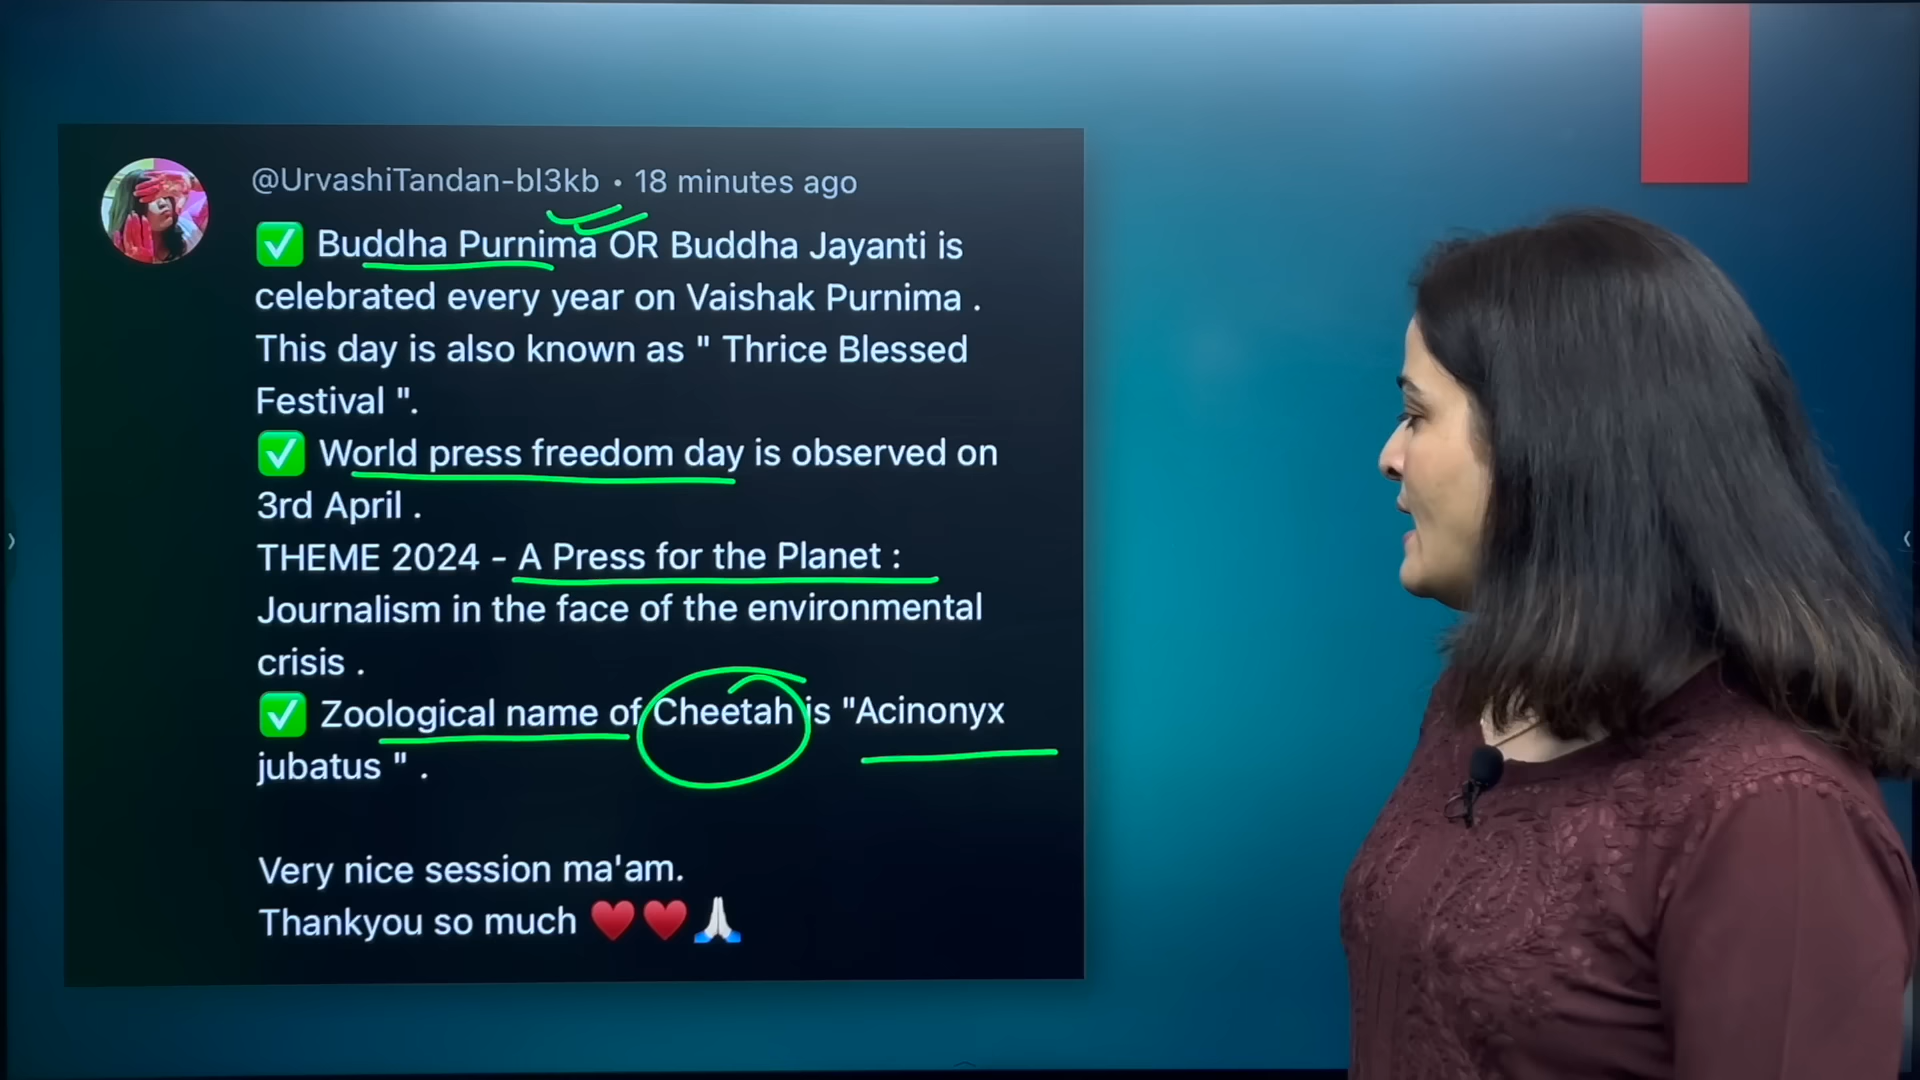 @UrvashiTandan-bl3kb • 18 minutes ago
✅ Buddha Purnima OR Buddha Jayanti is
celebrated every year on Vaishak Purnima .
This day is also known as " Thrice Blessed
Festival ".
✅ World press freedom day is observed on
3rd April .
THEME 2024 - A Press for the Planet :
Journalism in the face of the environmental
crisis .
✅ Zoological name of Cheetah is "Acinonyx
jubatus " .
Very nice session ma'am.
Thankyou so much ♥️♥️🙏